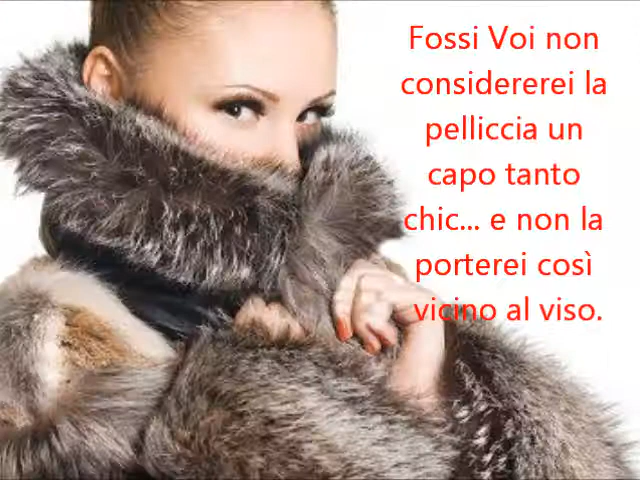 Fossi Voi non
considererei la
pelliccia un
capo tanto
chic... e non la
porterei così
vicino al viso.